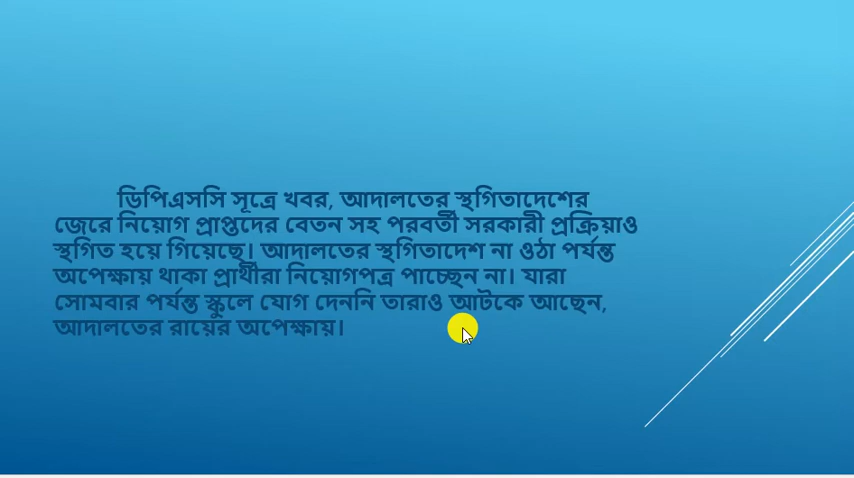 ডিপিএসসি সূত্রে খবর, আদালতের স্থগিতাদেশের
জেরে নিয়োগ প্রাপ্তদের বেতন সহ পরবর্তী সরকারী প্রক্রিয়াও
স্থগিত হয়ে গিয়েছে। আদালতের স্থগিতাদেশ না ওঠা পর্যন্ত
অপেক্ষায় থাকা প্রার্থীরা নিয়োগপত্র পাচ্ছেন না। যারা
সোমবার পর্যন্ত স্কুলে যোগ দেননি তারাও আটকে আছেন,
আদালতের রায়ের অপেক্ষায়।